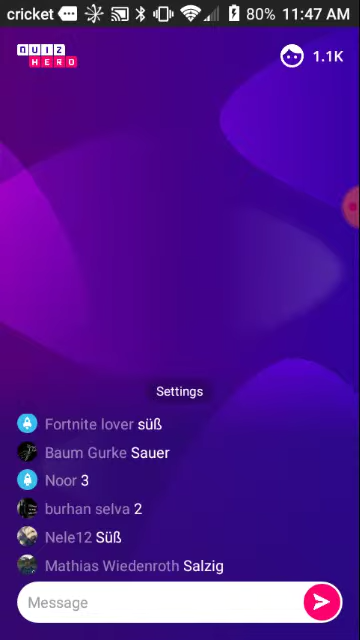 cricket 80% 11:47 AM
QUIZ
HERO
1.1K
Settings
Fortnite lover süß
Baum Gurke Sauer
Noor 3
burhan selva 2
Nele12 Süß
Mathias Wiedenroth Salzig
Message